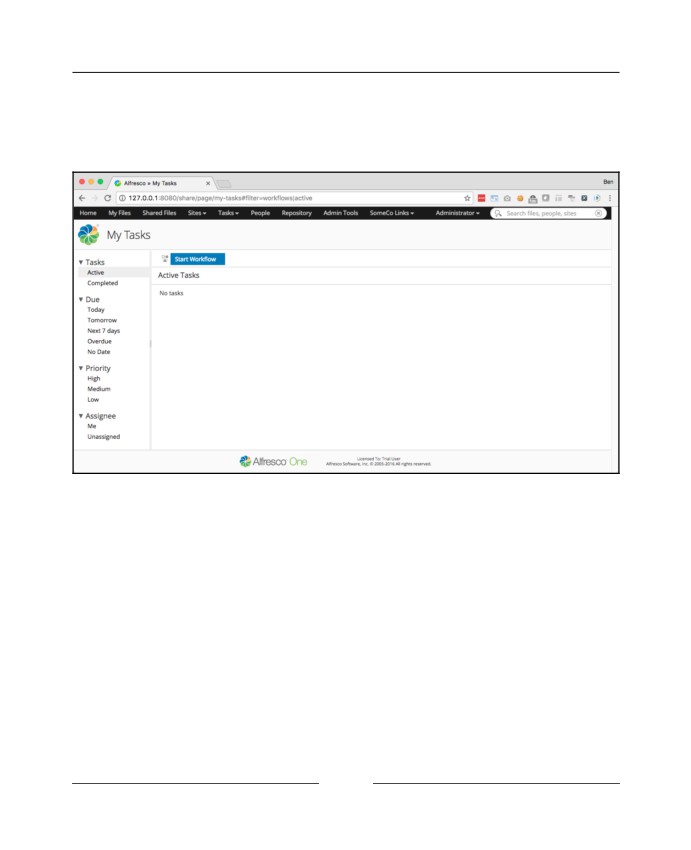 Alfresco » My Tasks
Ben
127.0.0.1:8080/share/page/my-tasks#filter=workflows|active
Home My Files Shared Files Sites Tasks People Repository Admin Tools SomeCo Links Administrator Search files, people, sites
My Tasks
Tasks
Active
Completed
Due
Today
Tomorrow
Next 7 days
Overdue
No Date
Priority
High
Medium
Low
Assignee
Me
Unassigned
Start Workflow
Active Tasks
No tasks
Alfresco One
Licensed To: Trial User
Alfresco Software, Inc. © 2005-2016 All rights reserved.